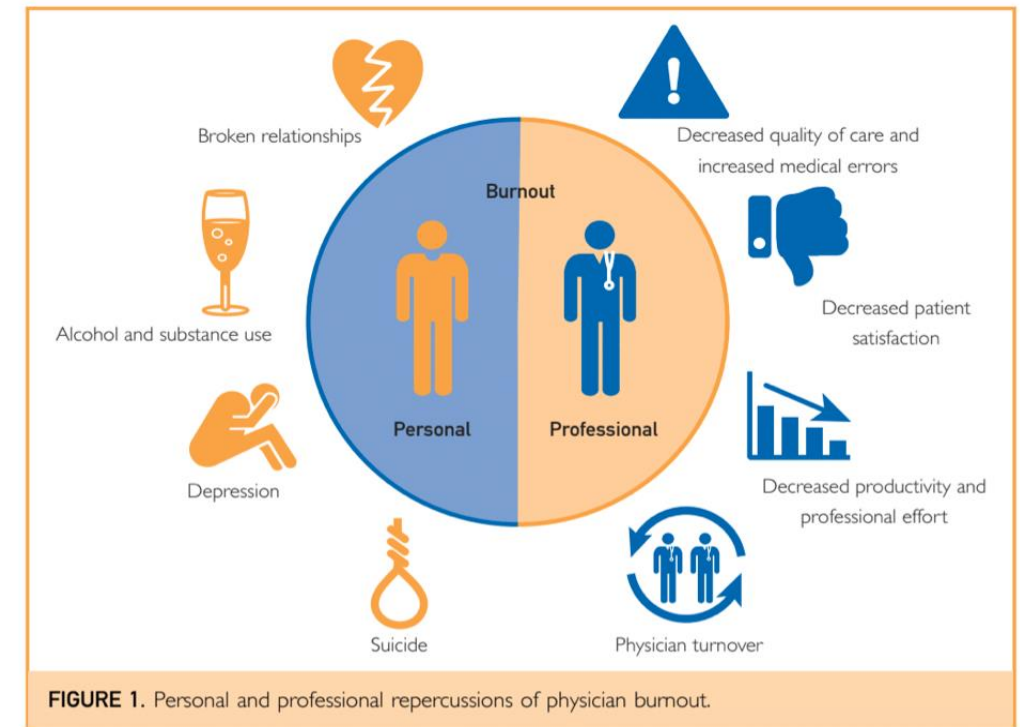 Broken relationships
Alcohol and substance use
Depression
Suicide
Burnout
Personal
Professional
Decreased quality of care and
increased medical errors
Decreased patient
satisfaction
Decreased productivity and
professional effort
Physician turnover
FIGURE 1. Personal and professional repercussions of physician burnout.